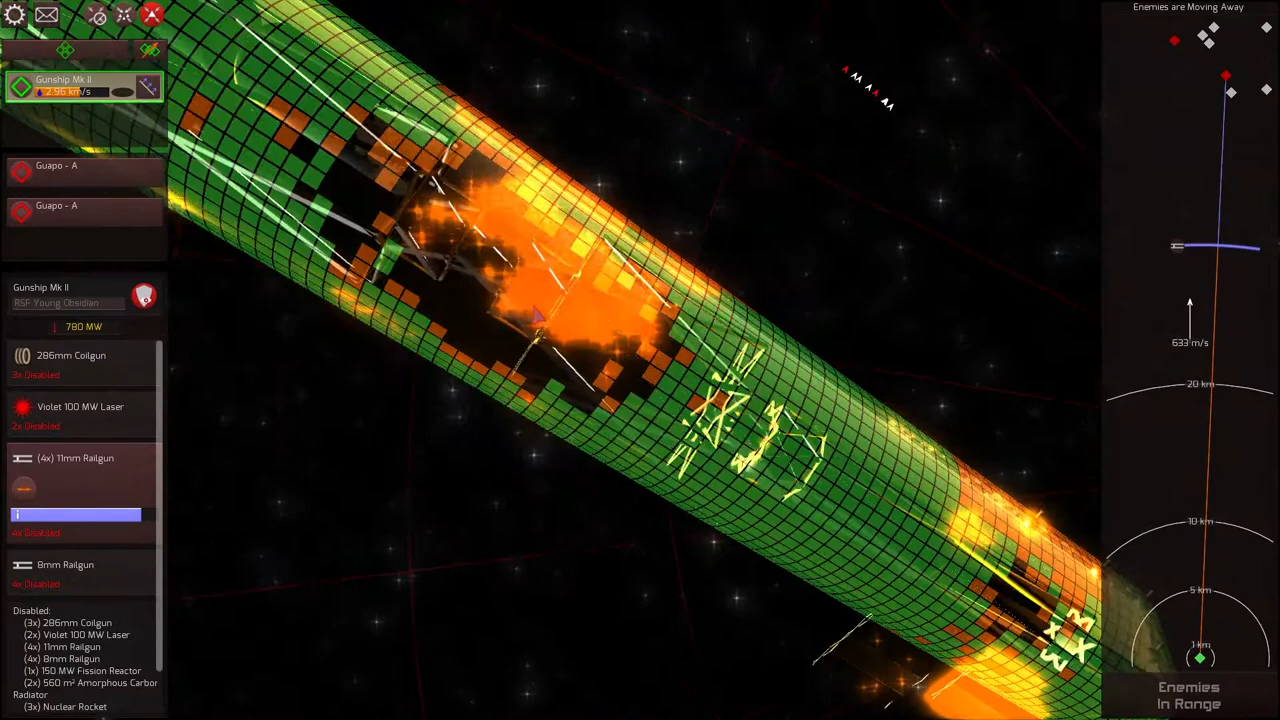 Enemies are Moving Away
Gunship Mk II
2.96 km/s
Guapo - A
Guapo - A
Gunship Mk II
RSF Young Obsidian
780 MW
286mm Coilgun
3x Disabled
Violet 100 MW Laser
2x Disabled
(4x) 11mm Railgun
4x Disabled
8mm Railgun
4x Disabled
Disabled:
(3x) 286mm Coilgun
(2x) Violet 100 MW Laser
(4x) 11mm Railgun
(4x) 8mm Railgun
(1x) 150 MW Fission Reactor
(2x) 560 m² Amorphous Carbon
Radiator
(3x) Nuclear Rocket
633 m/s
20 km
10 km
5 km
1 km
Enemies
In Range